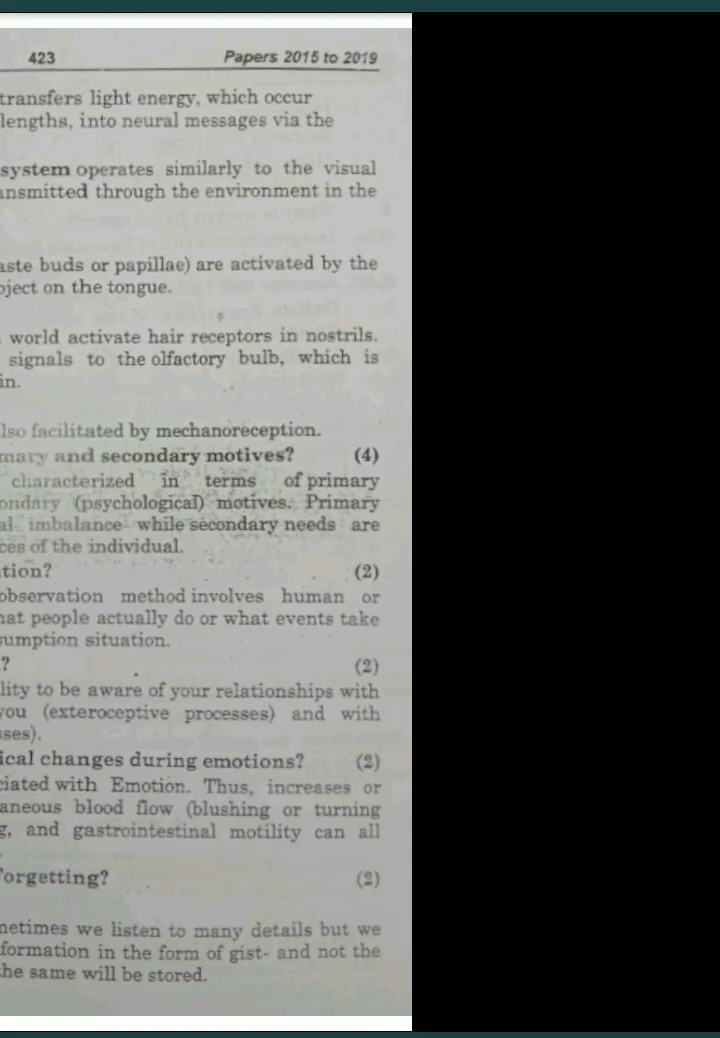 423 Papers 2015 to 2019
transfers light energy, which occur
lengths, into neural messages via the
system operates similarly to the visual
ansmitted through the environment in the
aste buds or papillae) are activated by the
bject on the tongue.
world activate hair receptors in nostrils.
signals to the olfactory bulb, which is
in.
lso facilitated by mechanoreception.
mary and secondary motives? (4)
characterized in terms of primary
ondary (psychological) motives. Primary
al imbalance while secondary needs are
ces of the individual.
tion? (2)
observation method involves human or
hat people actually do or what events take
sumption situation.
? (2)
lity to be aware of your relationships with
you (exteroceptive processes) and with
sses).
ical changes during emotions? (2)
ciated with Emotion. Thus, increases or
aneous blood flow (blushing or turning
g, and gastrointestinal motility can all
Forgetting? (2)
metimes we listen to many details but we
formation in the form of gist- and not the
the same will be stored.